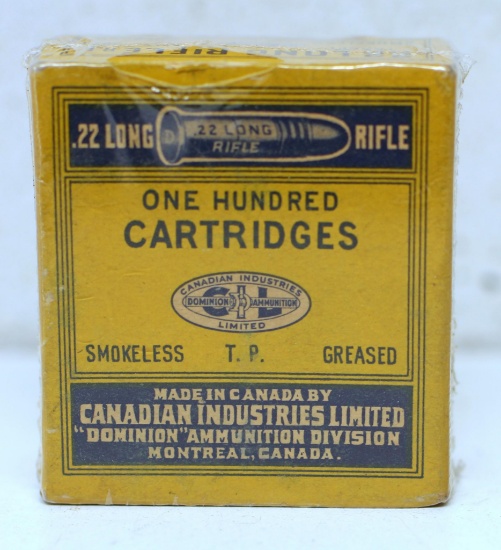 .22 LONG RIFLE
D .22 LONG
RIFLE
ONE HUNDRED
CARTRIDGES
CANADIAN INDUSTRIES
CIL
DOMINION AMMUNITION
LIMITED
SMOKELESS T. P. GREASED
MADE IN CANADA BY
CANADIAN INDUSTRIES LIMITED
"DOMINION" AMMUNITION DIVISION
MONTREAL, CANADA.